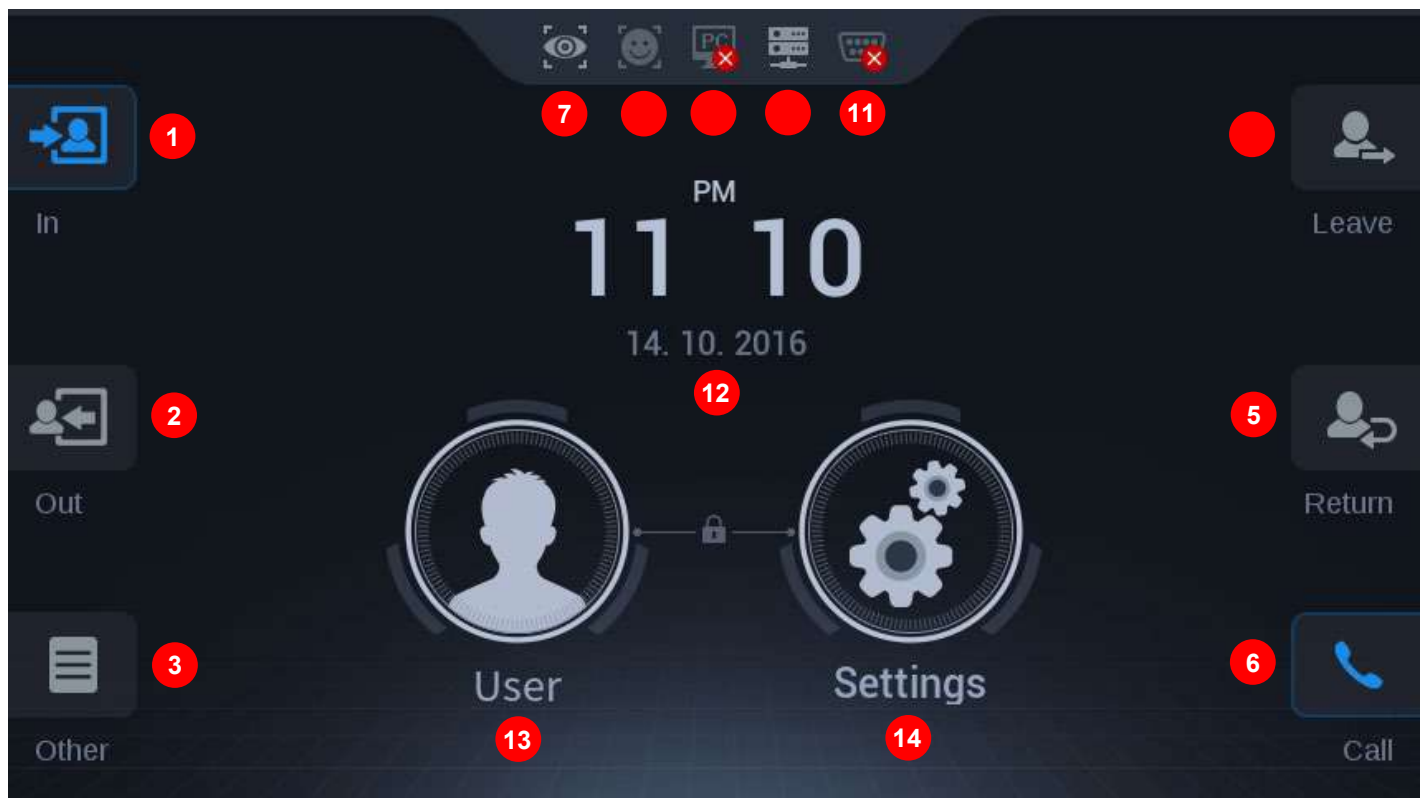 PC
7
11
1
In
PM
11 10
14. 10. 2016
12
Leave
2
Out
5
Return
3
Other
User
13
Settings
14
6
Call